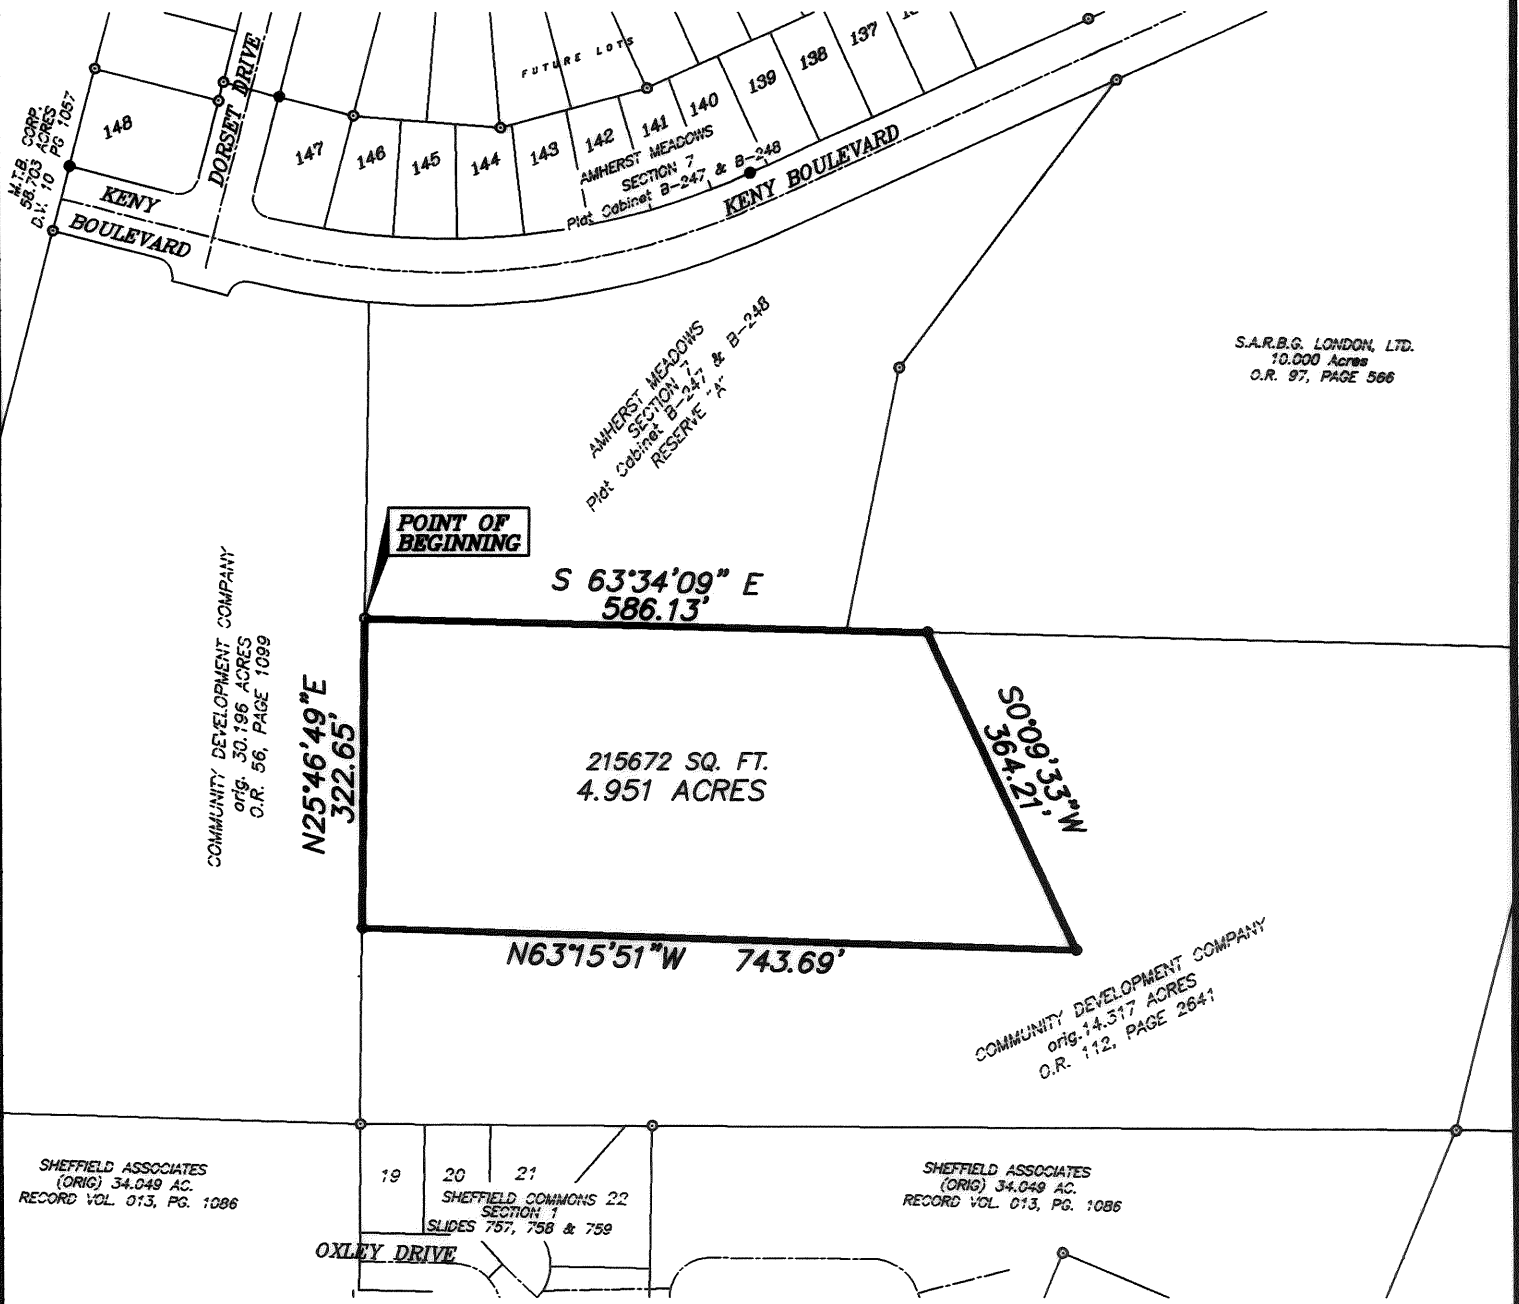 FUTURE LOTS
137
138
139
140
141
142
143
144
145
146
147
148
DORSET DRIVE
M.T.B. CORP.
58.703 ACRES
D.V. 10 PG 1057
KENY
BOULEVARD
AMHERST MEADOWS
SECTION 7
Plat Cabinet B-247 & B-248
KENY BOULEVARD
AMHERST MEADOWS
SECTION 7
Plat Cabinet B-247 & B-248
RESERVE "A"
S.A.R.B.G. LONDON, LTD.
10.000 Acres
O.R. 97, PAGE 566
POINT OF
BEGINNING
S 63°34'09" E
586.13'
COMMUNITY DEVELOPMENT COMPANY
orig. 30.196 ACRES
O.R. 56, PAGE 1099
N25°46'49"E
322.65'
215672 SQ. FT.
4.951 ACRES
S0°09'33"W
364.21'
N63°15'51"W 743.69'
COMMUNITY DEVELOPMENT COMPANY
orig.14.317 ACRES
O.R. 112, PAGE 2641
SHEFFIELD ASSOCIATES
(ORIG) 34.049 AC.
RECORD VOL. 013, PG. 1086
19
20
21
SHEFFIELD COMMONS 22
SECTION 1
SLIDES 757, 758 & 759
OXLEY DRIVE
SHEFFIELD ASSOCIATES
(ORIG) 34.049 AC.
RECORD VOL. 013, PG. 1086